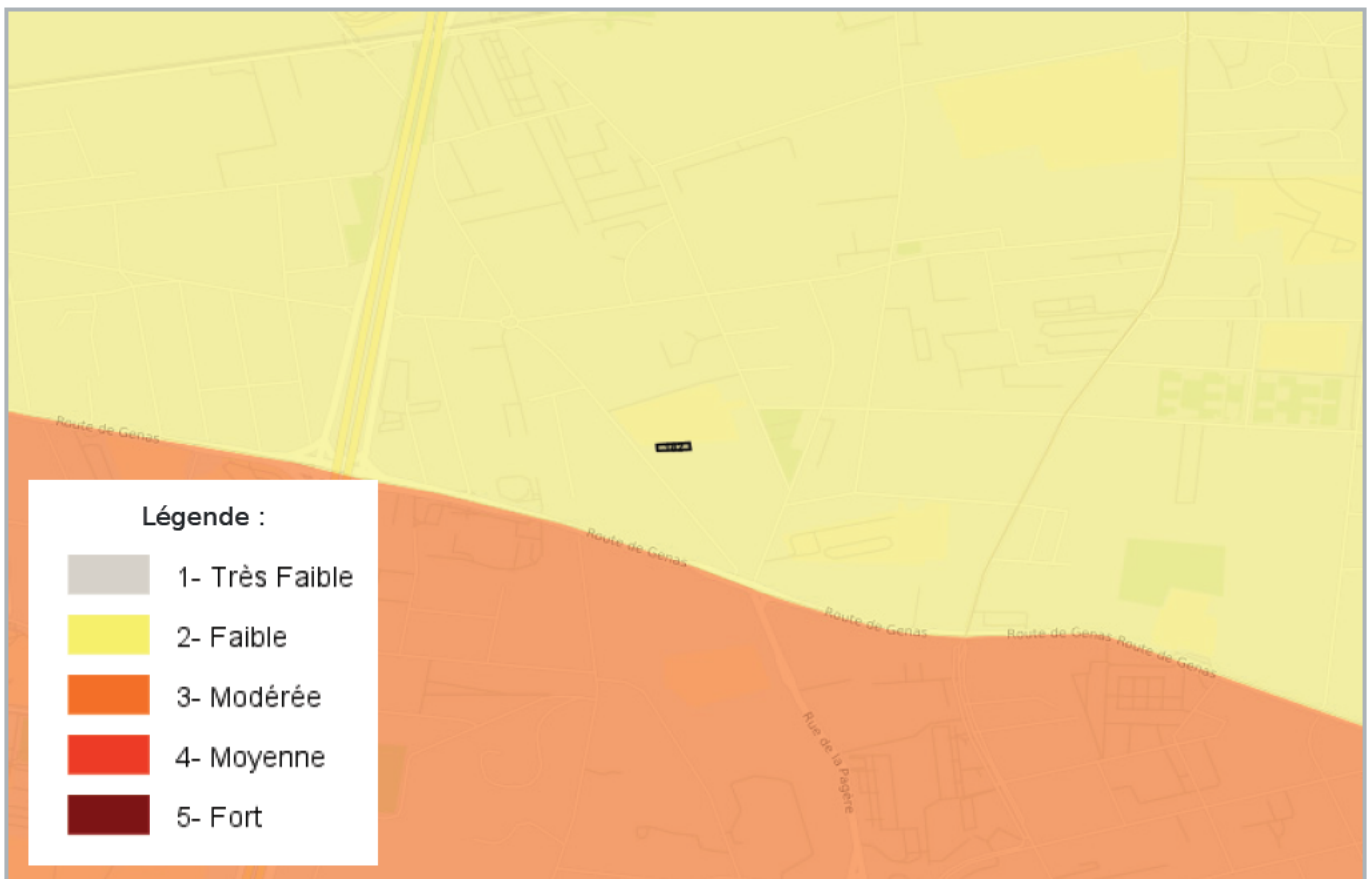 Route de Genas
Route de Genas
Route de Genas
Route de Genas
Route de Genas
Rue de la Pagère
Légende :
1- Très Faible
2- Faible
3- Modérée
4- Moyenne
5- Fort